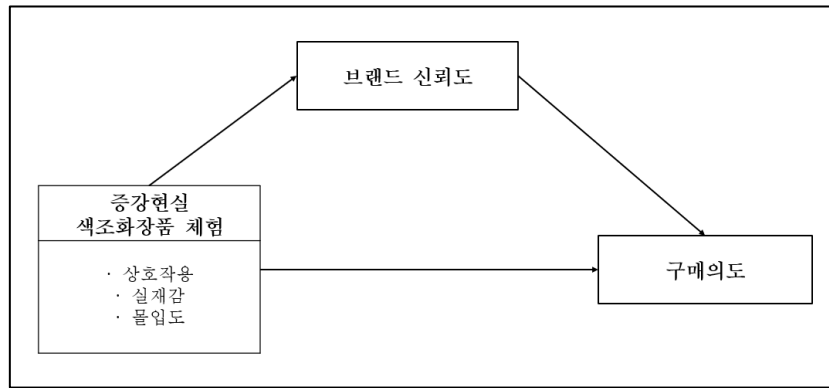 브랜드 신뢰도
증강현실
색조화장품 체험
· 상호작용
· 실재감
· 몰입도
구매의도